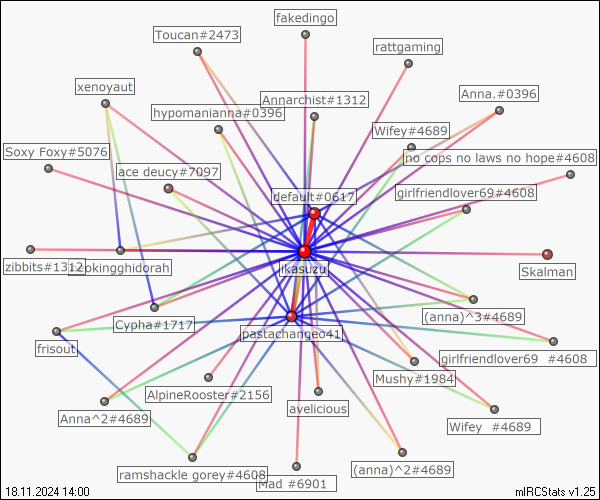 fakedingo
Toucan#2473
rattgaming
xenoyaut
Anna.#0396
Annarchist#1312
hypomanianna#0396
Wifey#4689
Soxy Foxy#5076
no cops no laws no hope#4608
ace deucy#7097
default#0617
girlfriendlover69#4608
zibbits#1312
kingghidorah
ikasuzu
Skalman
Cypha#1717
(anna)^3#4689
pastachangeo41
frisout
girlfriendlover69 #4608
Mushy#1984
AlpineRooster#2156
Anna^2#4689
avelicious
Wifey #4689
ramshackle gorey#4608
(anna)^2#4689
Mad #6901
18.11.2024 14:00
mIRCStats v1.25